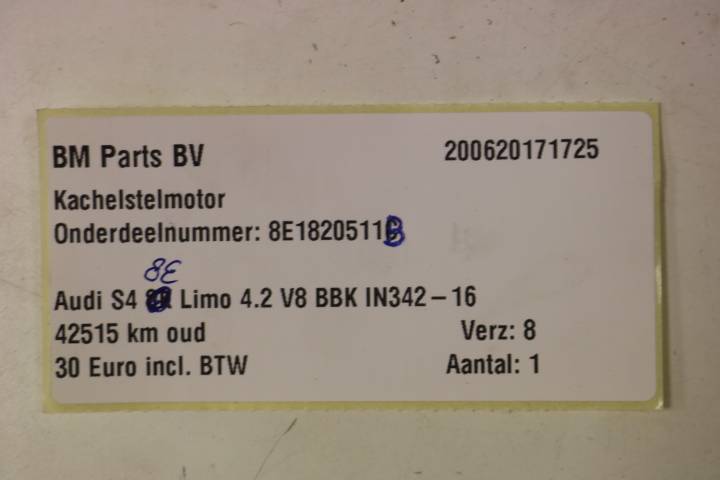 BM Parts BV 200620171725
Kachelstelmotor
Onderdeelnummer: 8E1820511B
8E
Audi S4 Limo 4.2 V8 BBK IN342-16
42515 km oud Verz: 8
30 Euro incl. BTW Aantal: 1